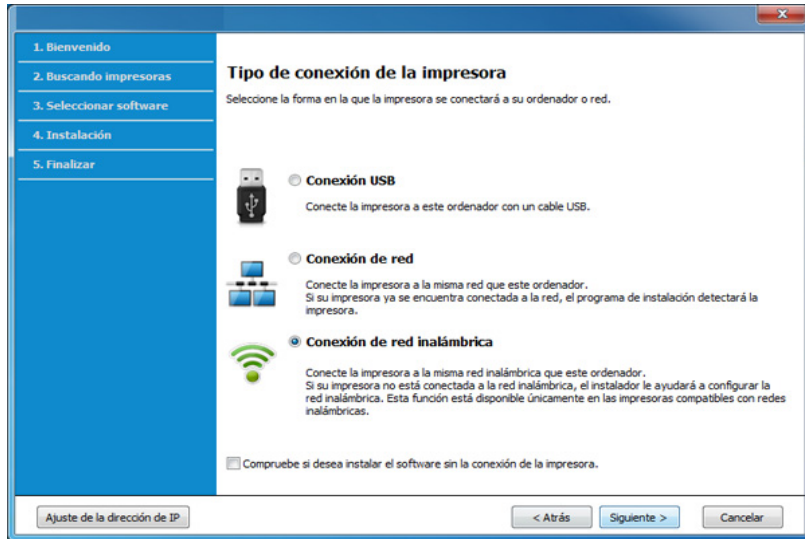 1. Bienvenido
2. Buscando impresoras
3. Seleccionar software
4. Instalación
5. Finalizar
Tipo de conexión de la impresora
Seleccione la forma en la que la impresora se conectará a su ordenador o red.
Conexión USB
Conecte la impresora a este ordenador con un cable USB.
Conexión de red
Conecte la impresora a la misma red que este ordenador.
Si su impresora ya se encuentra conectada a la red, el programa de instalación detectará la
impresora.
Conexión de red inalámbrica
Conecte la impresora a la misma red inalámbrica que este ordenador.
Si su impresora no está conectada a la red inalámbrica, el instalador le ayudará a configurar la
red inalámbrica. Esta función está disponible únicamente en las impresoras compatibles con redes
inalámbricas.
Compruebe si desea instalar el software sin la conexión de la impresora.
Ajuste de la dirección de IP
< Atrás
Siguiente >
Cancelar